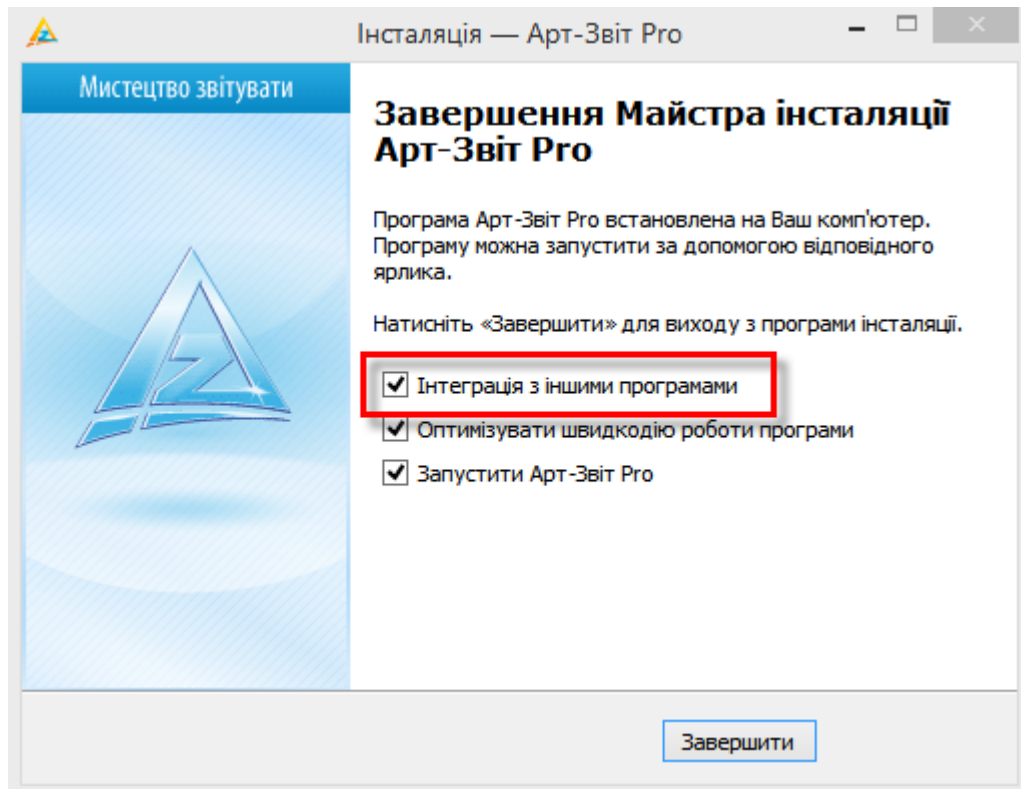 Інсталяція — Арт-Звіт Pro
Мистецтво звітувати
Завершення Майстра інсталяції
Арт-Звіт Pro
Програма Арт-Звіт Pro встановлена на Ваш комп'ютер.
Програму можна запустити за допомогою відповідного
ярлика.
Натисніть «Завершити» для виходу з програми інсталяції.
Інтеграція з іншими програмами
Оптимізувати швидкодію роботи програми
Запустити Арт-Звіт Pro
Завершити